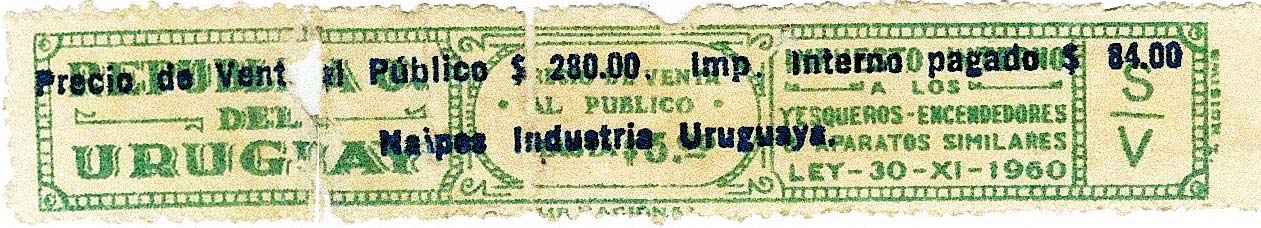 Precio de Vent al Público $ 280.00. Imp. Interno pagado $ 84.00
Naipes Industria Uruguaya.
DEL
URUGUAY
AL PUBLICO
A LOS
YESQUEROS-ENCENDEDORES
APARATOS SIMILARES
LEY-30-XI-1960
S
V